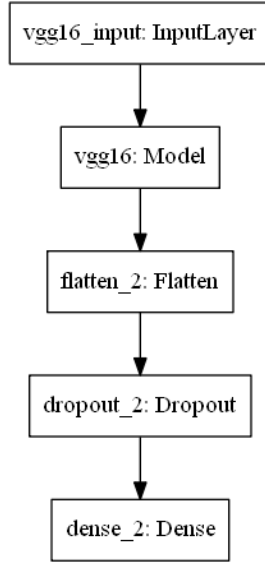 vgg16_input: InputLayer
vgg16: Model
flatten_2: Flatten
dropout_2: Dropout
dense_2: Dense